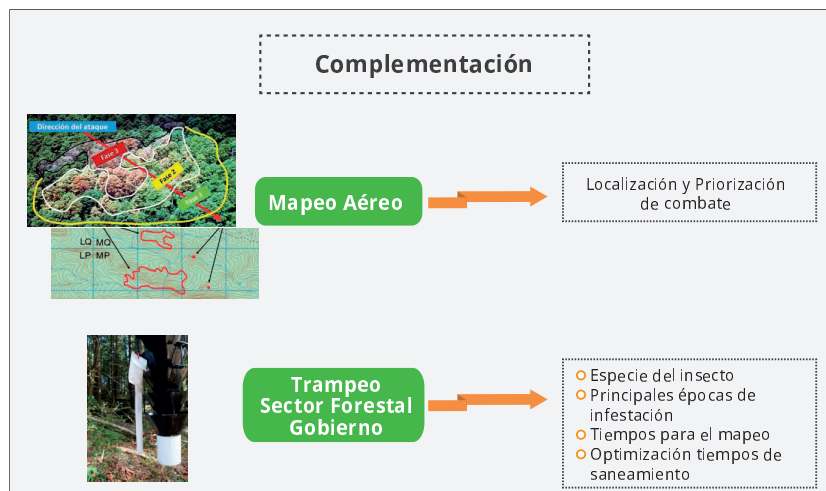 Complementación
Dirección del ataque
Fase 3
Fase 2
Fase 1
LQ MQ
LP MP
Mapeo Aéreo
Localización y Priorización
de combate
Trampeo
Sector Forestal
Gobierno
Especie del insecto
Principales épocas de
infestación
Tiempos para el mapeo
Optimización tiempos de
saneamiento